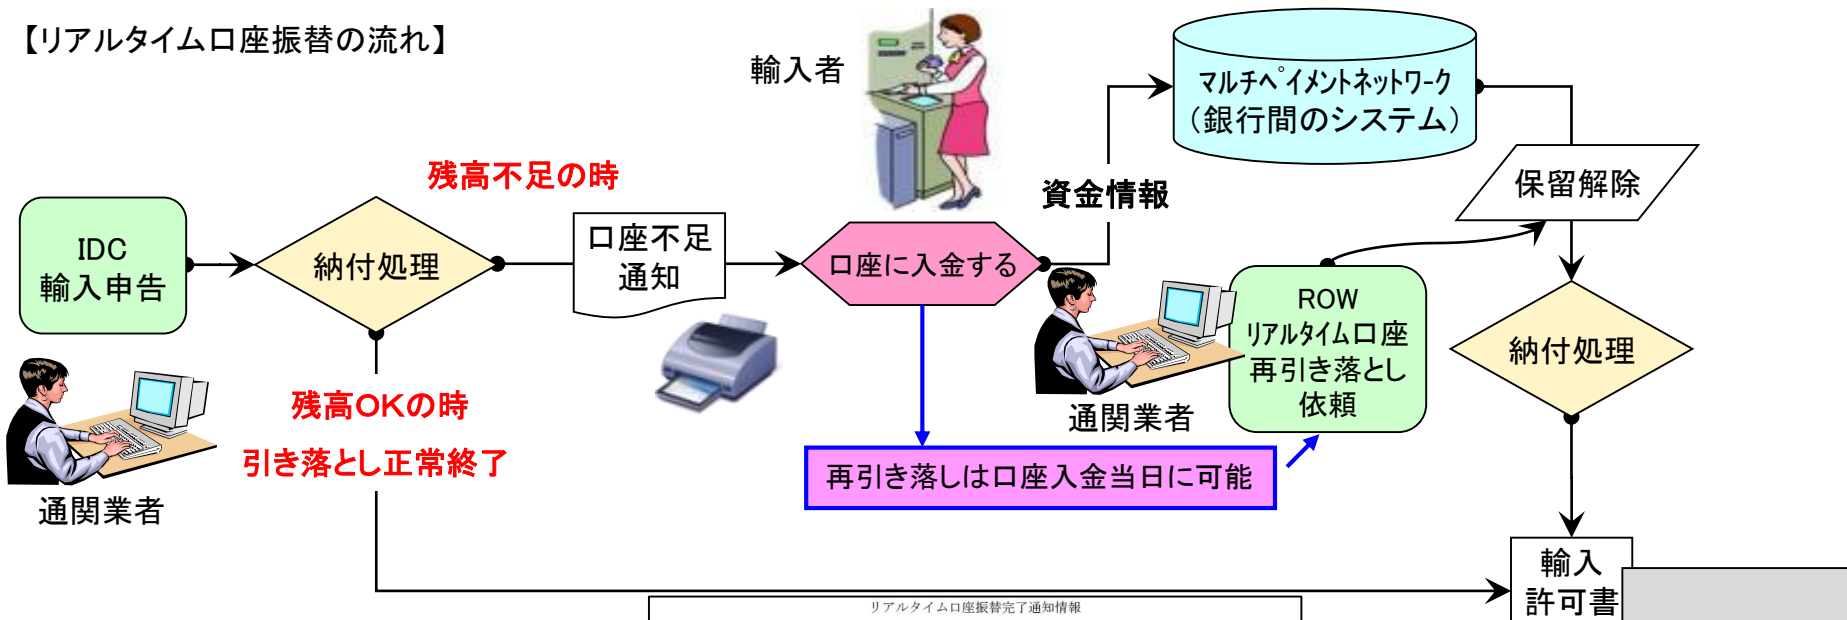 【リアルタイム口座振替の流れ】
輸入者
マルチペイメントネットワーク
（銀行間のシステム）
残高不足の時
資金情報
保留解除
IDC
輸入申告
納付処理
口座不足
通知
口座に入金する
ROW
リアルタイム口座
再引き落とし
依頼
納付処理
残高OKの時
引き落とし正常終了
通関業者
通関業者
再引き落しは口座入金当日に可能
輸入
許可書
リアルタイム口座振替完了通知情報